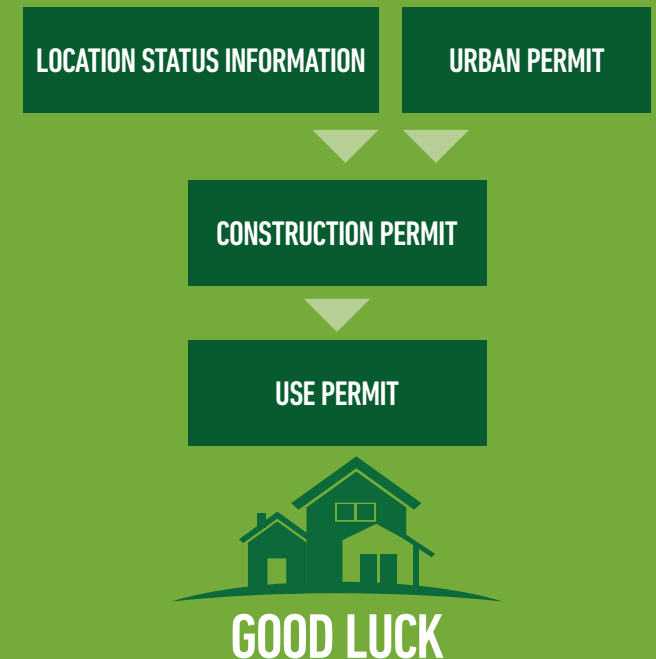 LOCATION STATUS INFORMATION
URBAN PERMIT
CONSTRUCTION PERMIT
USE PERMIT
GOOD LUCK